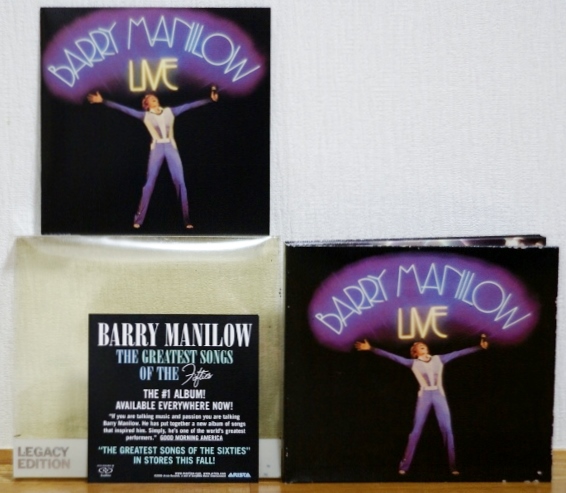 BARRY MANILOW
LIVE
BARRY MANILOW
THE GREATEST SONGS
OF THE Fifties
THE #1 ALBUM!
AVAILABLE EVERYWHERE NOW!
"If you are talking music and passion you are talking
Barry Manilow. He has put together a new album of songs
that inspired him. Simply, he's one of the world's greatest
performers." GOOD MORNING AMERICA
"THE GREATEST SONGS OF THE SIXTIES"
IN STORES THIS FALL!
ARISTA
LEGACY
EDITION
BARRY MANILOW
LIVE